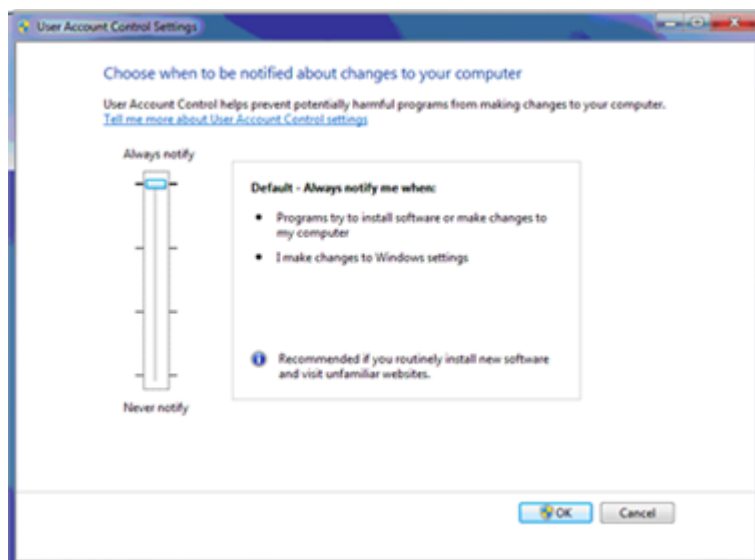 User Account Control Settings
Choose when to be notified about changes to your computer
User Account Control helps prevent potentially harmful programs from making changes to your computer.
Tell me more about User Account Control settings
Always notify
Default - Always notify me when:
Programs try to install software or make changes to
my computer
I make changes to Windows settings
Recommended if you routinely install new software
and visit unfamiliar websites.
Never notify
OK
Cancel